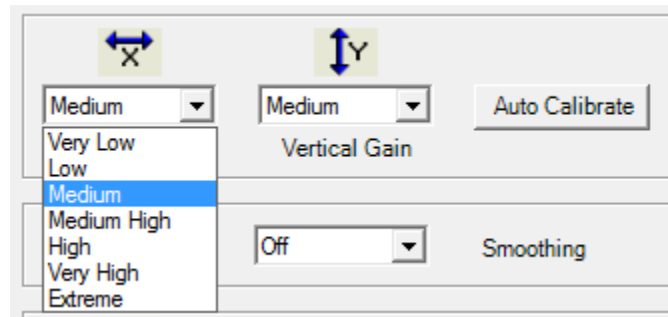 X
Y
Medium
Medium
Auto Calibrate
Vertical Gain
Very Low
Low
Medium
Medium High
High
Very High
Extreme
Off
Smoothing